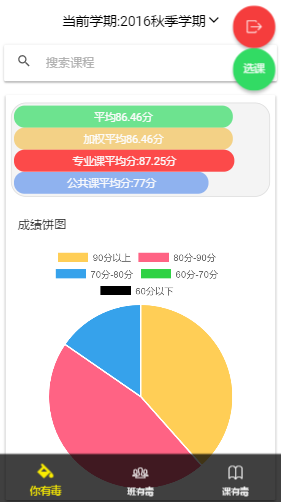 当前学期:2016秋季学期
选课
搜索课程
平均86.46分
加权平均86.46分
专业课平均分:87.25分
公共课平均分:77分
成绩饼图
90分以上 80分-90分
70分-80分 60分-70分
60分以下
你有毒 班有毒 课有毒